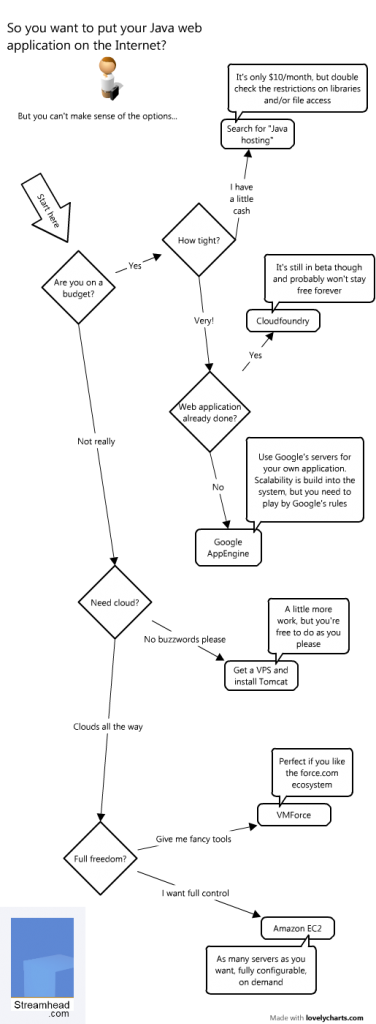 So you want to put your Java web
application on the Internet?
But you can't make sense of the options...
It's only $10/month, but double
check the restrictions on libraries
and/or file access
Search for "Java
hosting"
I have
a little
cash
Start here
How tight?
Yes
Are you on a
budget?
It's still in beta though
and probably won't stay
free forever
Cloudfoundry
Very!
Yes
Web application
already done?
Not really
Use Google's servers for
your own application.
Scalability is build into the
system, but you need to
play by Google's rules
No
Google
AppEngine
Need cloud?
A little more
work, but you're
free to do as you
please
No buzzwords please
Get a VPS and
install Tomcat
Clouds all the way
Perfect if you like
the force.com
ecosystem
VMForce
Give me fancy tools
Full freedom?
I want full control
Amazon EC2
As many servers as you
want, fully configurable,
on demand
Streamhead
.com
Made with lovelycharts.com